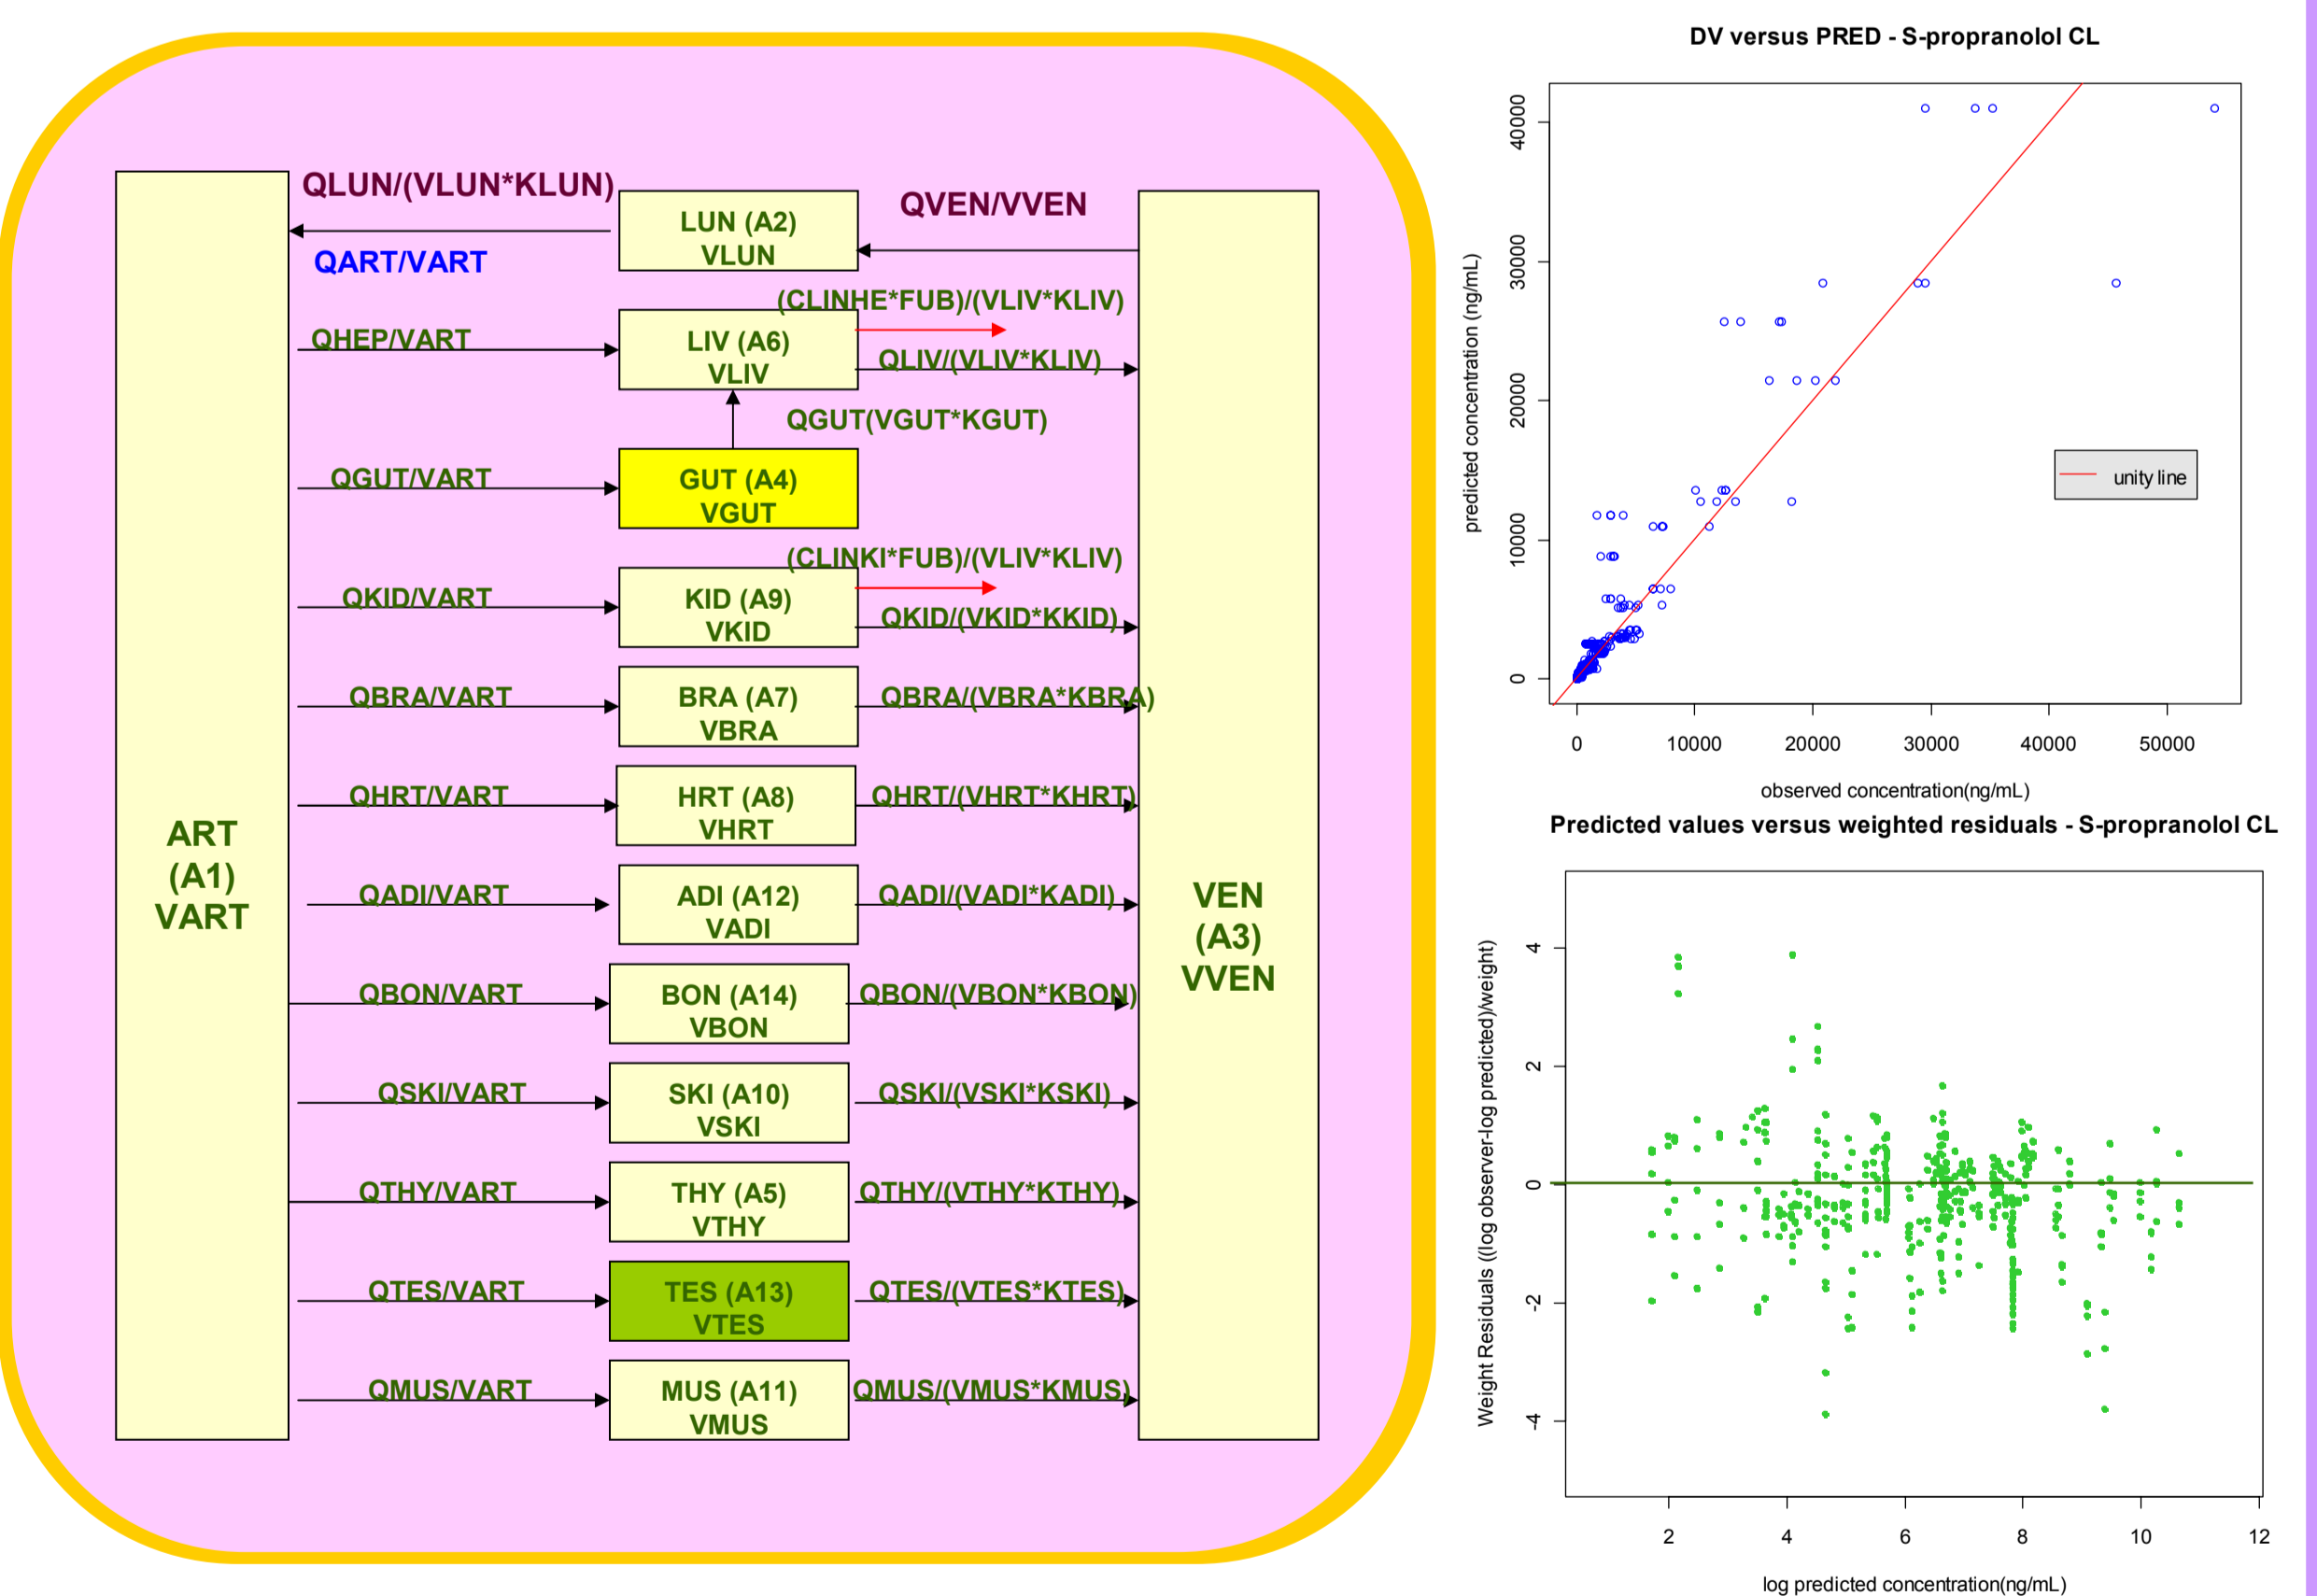 QLUN/(VLUN*KLUN)
QART/VART
LUN (A2)
VLUN
QVEN/VVEN
QHEP/VART
LIV (A6)
VLIV
(CLINHE*FUB)/(VLIV*KLIV)
QLIV/(VLIV*KLIV)
QGUT(VGUT*KGUT)
QGUT/VART
GUT (A4)
VGUT
QKID/VART
KID (A9)
VKID
(CLINKI*FUB)/(VLIV*KLIV)
QKID/(VKID*KKID)
QBRA/VART
BRA (A7)
VBRA
QBRA/(VBRA*KBRA)
QHRT/VART
HRT (A8)
VHRT
QHRT/(VHRT*KHRT)
ART
(A1)
VART
QADI/VART
ADI (A12)
VADI
QADI/(VADI*KADI)
VEN
(A3)
VVEN
QBON/VART
BON (A14)
VBON
QBON/(VBON*KBON)
QSKI/VART
SKI (A10)
VSKI
QSKI/(VSKI*KSKI)
QTHY/VART
THY (A5)
VTHY
QTHY/(VTHY*KTHY)
QTES/VART
TES (A13)
VTES
QTES/(VTES*KTES)
QMUS/VART
MUS (A11)
VMUS
QMUS/(VMUS*KMUS)
DV versus PRED - S-propranolol CL
predicted concentration (ng/mL)
40000
30000
20000
10000
0
unity line
0 10000 20000 30000 40000 50000
observed concentration(ng/mL)
Predicted values versus weighted residuals - S-propranolol CL
Weight Residuals ((log observer-log predicted)/weight)
4
2
0
-2
-4
2 4 6 8 10 12
log predicted concentration(ng/mL)